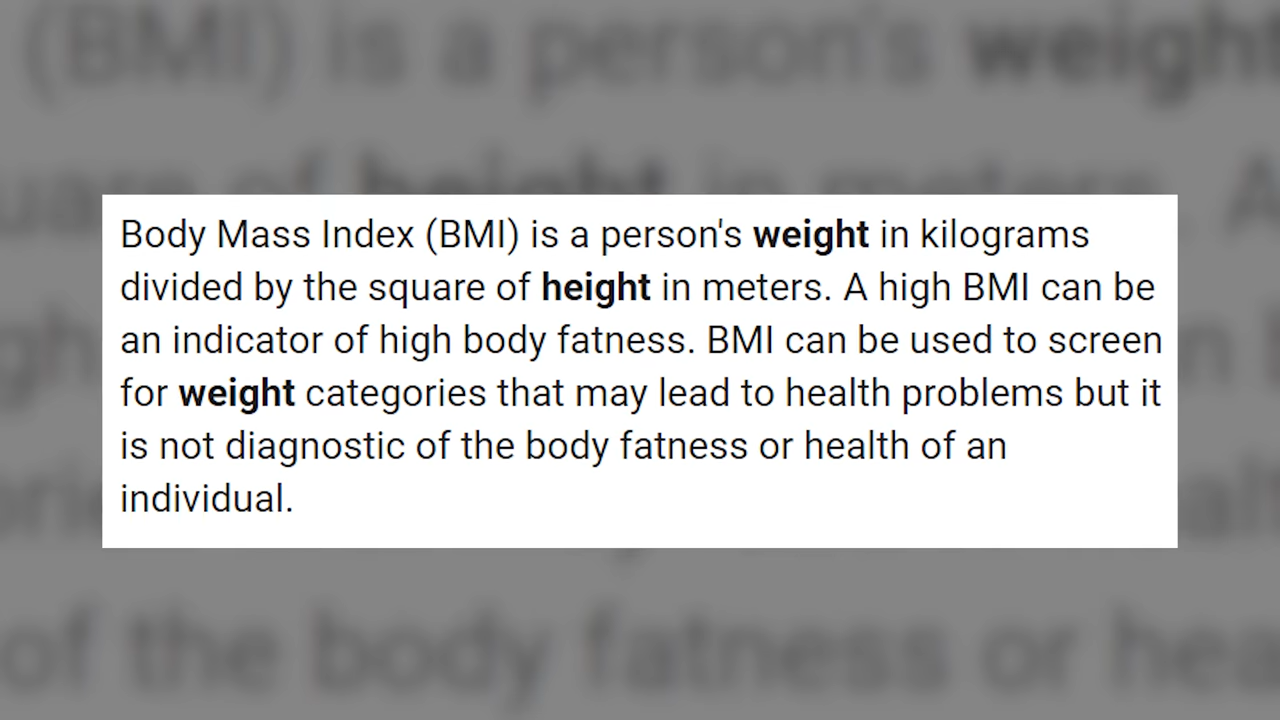 Body Mass Index (BMI) is a person's weight in kilograms
divided by the square of height in meters. A high BMI can be
an indicator of high body fatness. BMI can be used to screen
for weight categories that may lead to health problems but it
is not diagnostic of the body fatness or health of an
individual.